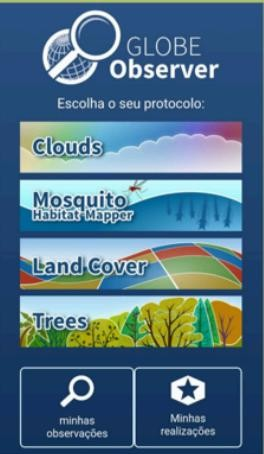 GLOBE
Observer
Escolha o seu protocolo:
Clouds
Mosquito
Habitat Mapper
Land Cover
Trees
minhas
observações
Minhas
realizações